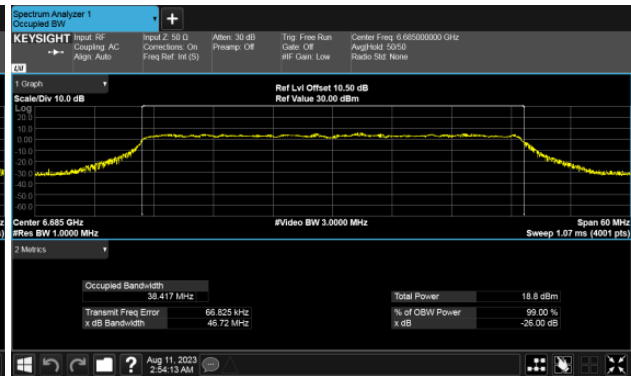 Spectrum Analyzer 1
Occupied BW
+
KEYSIGHT Input: RF Input Z: 50 Ω Atten: 30 dB Trig: Free Run Center Freq: 6.685000000 GHz
Coupling: AC Corrections: On Preamp: Off Gate: Off Avg|Hold: 50/50
Align: Auto Freq Ref: Int (S) #IF Gain: Low Radio Std: None
LXI
1 Graph
Ref Lvl Offset 10.50 dB
Scale/Div 10.0 dB Ref Value 30.00 dBm
Log
20.0
10.0
0.00
-10.0
-20.0
-30.0
-40.0
-50.0
-60.0
Center 6.685 GHz #Video BW 3.0000 MHz Span 60 MHz
#Res BW 1.0000 MHz Sweep 1.07 ms (4001 pts)
2 Metrics
Occupied Bandwidth
38.417 MHz Total Power 18.8 dBm
Transmit Freq Error 66.825 kHz % of OBW Power 99.00 %
x dB Bandwidth 46.72 MHz x dB -26.00 dB
? Aug 11, 2023
2:54:13 AM